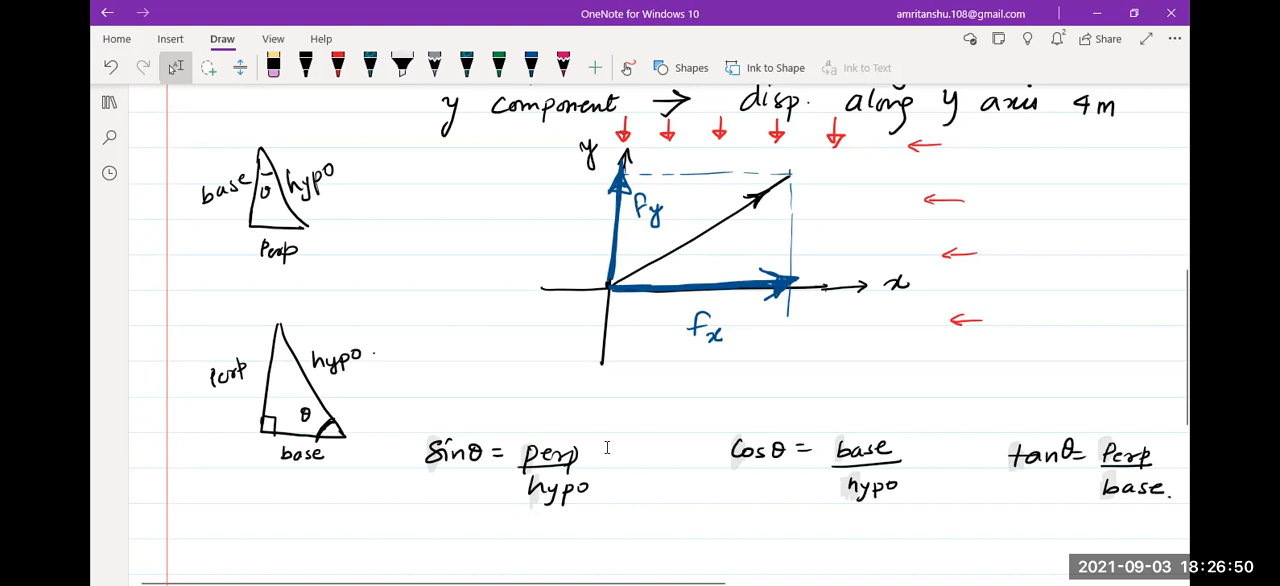 OneNote for Windows 10
amritanshu.108@gmail.com
Home Insert Draw View Help
Share
Shapes Ink to Shape Ink to Text
y component → disp. along y axis 4m
y
fy
x
fx
base θ hypo
Perp
Perp hypo
θ
base
Sinθ = perp
hypo
Cosθ = base
hypo
tanθ = Perp
base.
2021-09-03 18:26:50